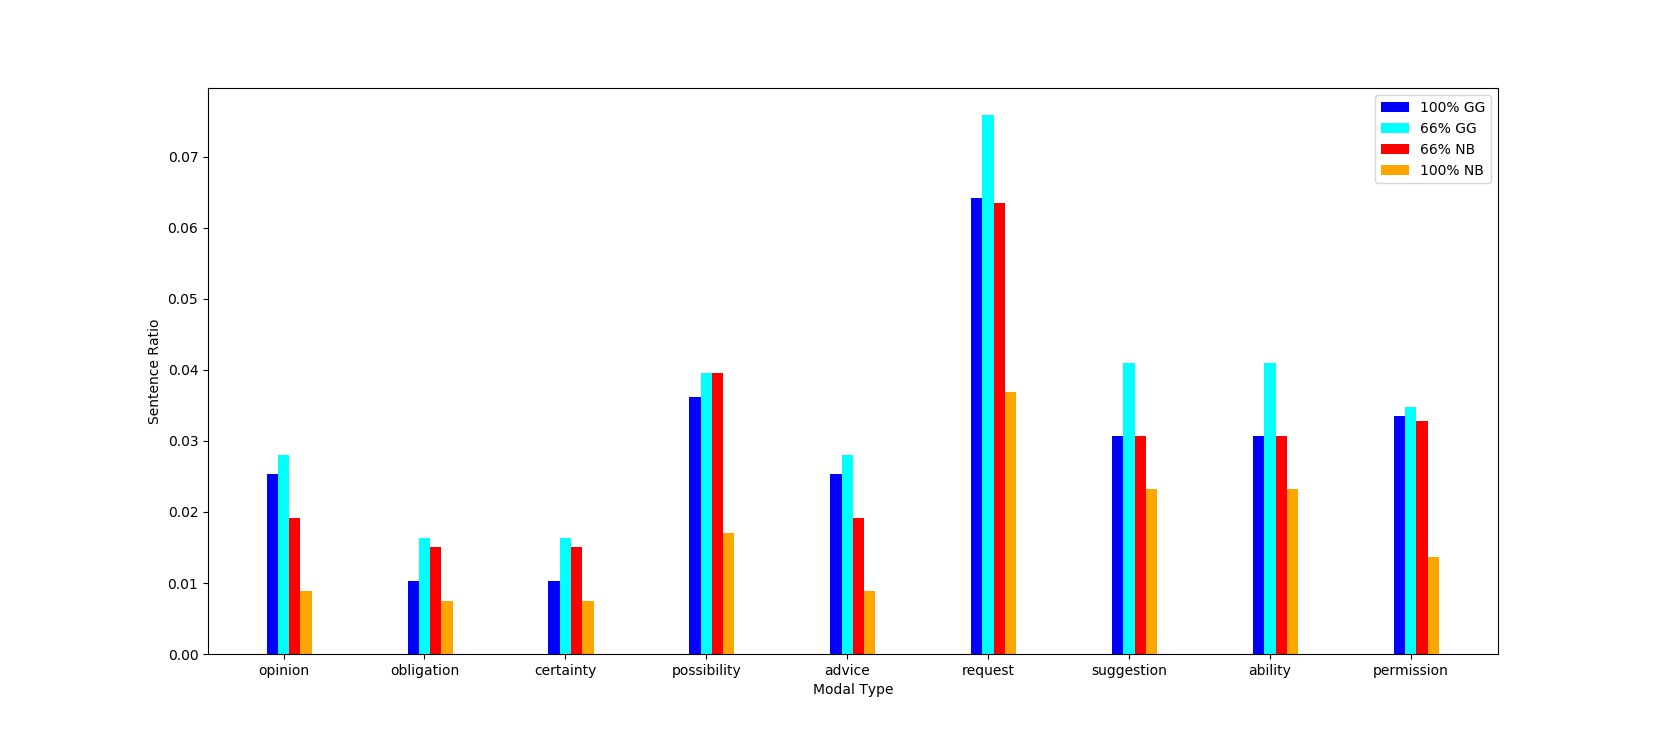 100% GG
66% GG
66% NB
100% NB
0.07
0.06
0.05
0.04
0.03
0.02
0.01
0.00
Sentence Ratio
opinion obligation certainty possibility advice request suggestion ability permission
Modal Type